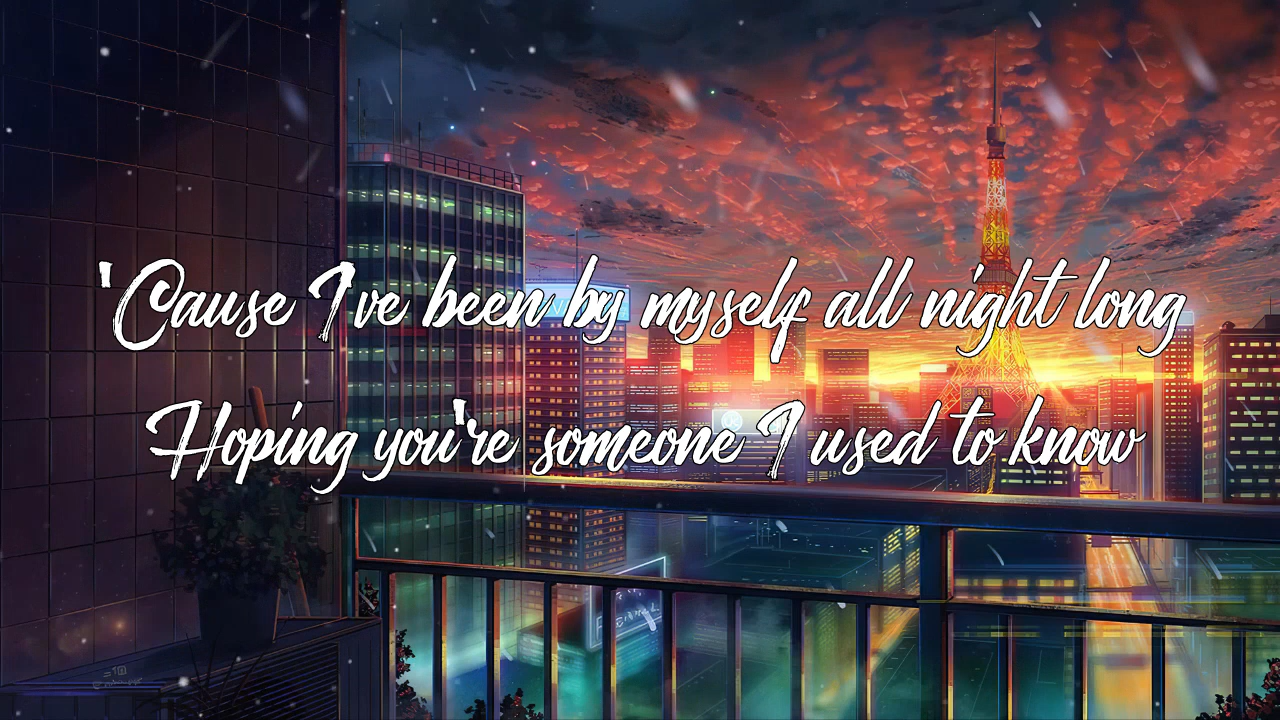 'Cause I've been by myself all night long
Hoping you're someone I used to know